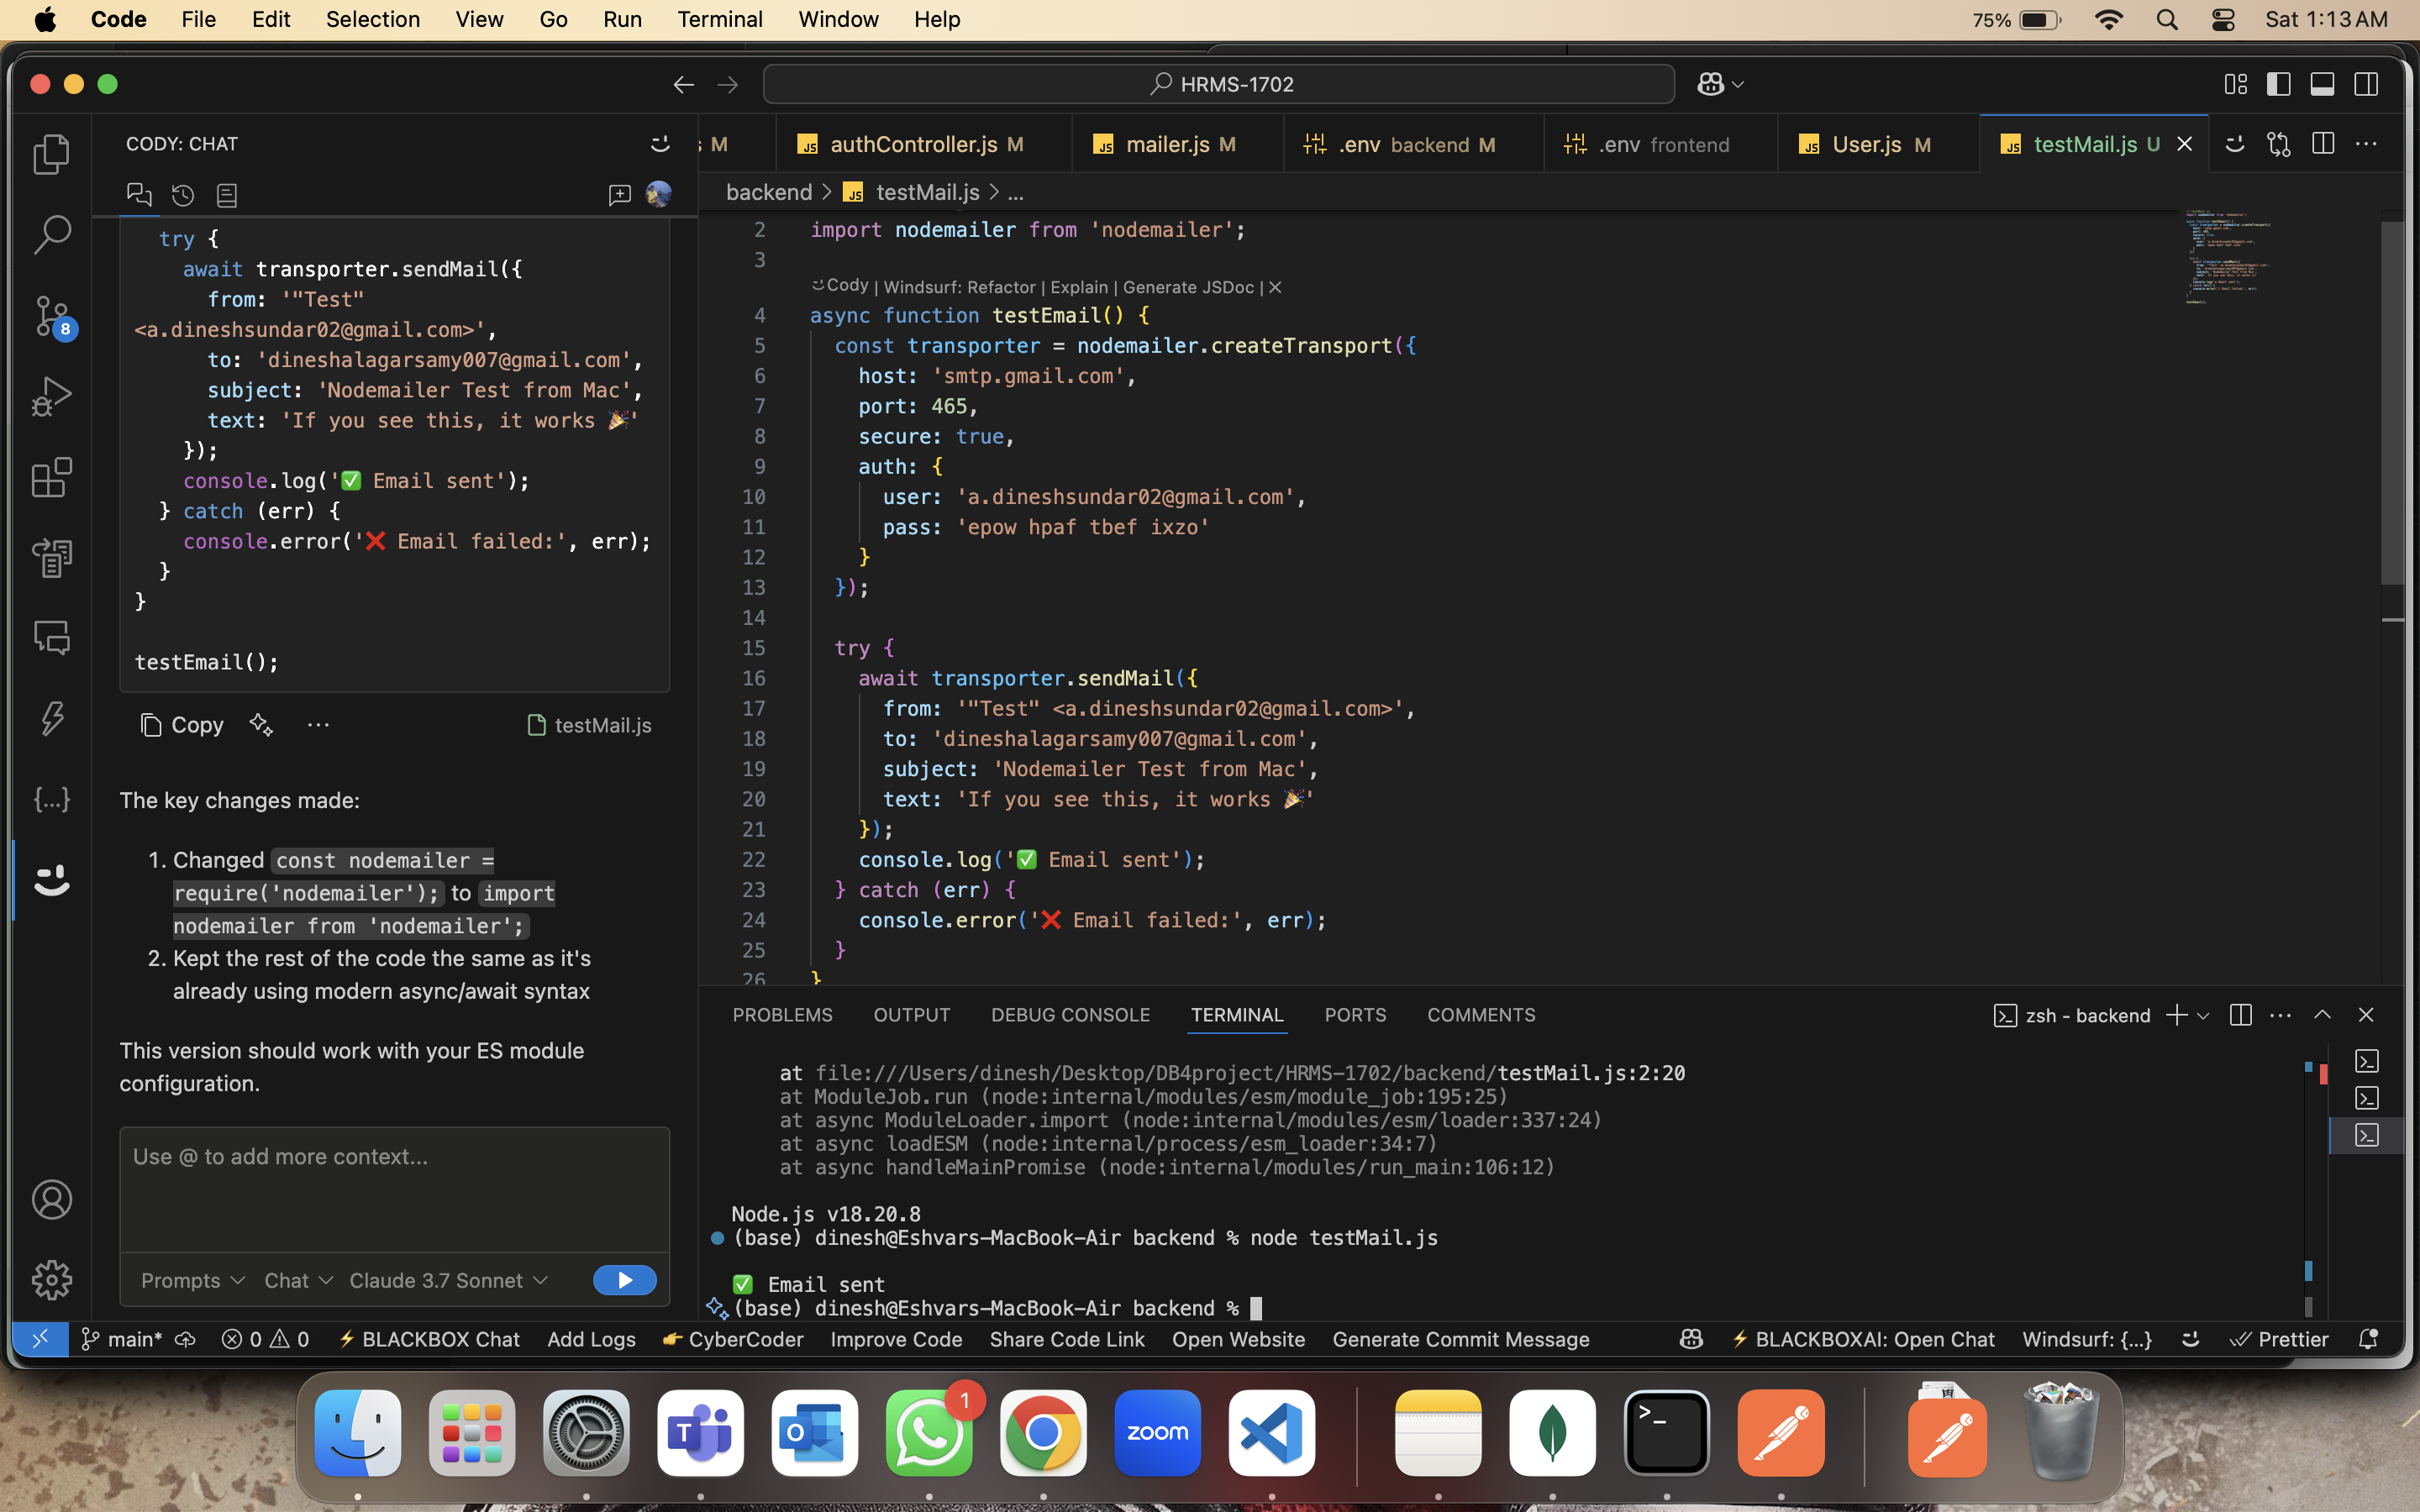 Code File Edit Selection View Go Run Terminal Window Help
75% Sat 1:13 AM
HRMS-1702
CODY: CHAT
try {
await transporter.sendMail({
from: '"Test"
<a.dineshsundar02@gmail.com>',
to: 'dineshalagarsamy007@gmail.com',
subject: 'Nodemailer Test from Mac',
text: 'If you see this, it works 🎉'
});
console.log('✅ Email sent');
} catch (err) {
console.error('❌ Email failed:', err);
}
}
testEmail();
Copy ... testMail.js
The key changes made:
1. Changed const nodemailer =
require('nodemailer'); to import
nodemailer from 'nodemailer';
2. Kept the rest of the code the same as it's
already using modern async/await syntax
This version should work with your ES module
configuration.
Use @ to add more context...
Prompts Chat Claude 3.7 Sonnet
8
{...}
M JS authController.js M JS mailer.js M .env backend M .env frontend JS User.js M JS testMail.js U
backend > JS testMail.js > ...
2 import nodemailer from 'nodemailer';
3
Cody | Windsurf: Refactor | Explain | Generate JSDoc | ✕
4 async function testEmail() {
5 const transporter = nodemailer.createTransport({
6 host: 'smtp.gmail.com',
7 port: 465,
8 secure: true,
9 auth: {
10 user: 'a.dineshsundar02@gmail.com',
11 pass: 'epow hpaf tbef ixzo'
12 }
13 });
14
15 try {
16 await transporter.sendMail({
17 from: '"Test" <a.dineshsundar02@gmail.com>',
18 to: 'dineshalagarsamy007@gmail.com',
19 subject: 'Nodemailer Test from Mac',
20 text: 'If you see this, it works 🎉'
21 });
22 console.log('✅ Email sent');
23 } catch (err) {
24 console.error('❌ Email failed:', err);
25 }
26 }
PROBLEMS OUTPUT DEBUG CONSOLE TERMINAL PORTS COMMENTS
zsh - backend
at file:///Users/dinesh/Desktop/DB4project/HRMS-1702/backend/testMail.js:2:20
at ModuleJob.run (node:internal/modules/esm/module_job:195:25)
at async ModuleLoader.import (node:internal/modules/esm/loader:337:24)
at async loadESM (node:internal/process/esm_loader:34:7)
at async handleMainPromise (node:internal/modules/run_main:106:12)
Node.js v18.20.8
(base) dinesh@Eshvars-MacBook-Air backend % node testMail.js
✅ Email sent
(base) dinesh@Eshvars-MacBook-Air backend %
main* 0 0 BLACKBOX Chat Add Logs CyberCoder Improve Code Share Code Link Open Website Generate Commit Message BLACKBOXAI: Open Chat Windsurf: {...} Prettier
1
zoom